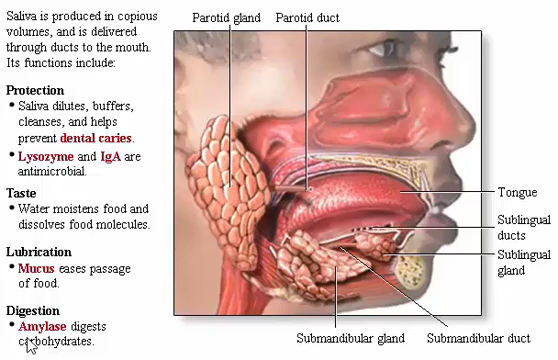 Saliva is produced in copious
volumes, and is delivered
through ducts to the mouth.
Its functions include:
Protection
• Saliva dilutes, buffers,
cleanses, and helps
prevent dental caries.
• Lysozyme and IgA are
antimicrobial.
Taste
• Water moistens food and
dissolves food molecules.
Lubrication
• Mucus eases passage
of food.
Digestion
• Amylase digests
carbohydrates.
Parotid gland
Parotid duct
Tongue
Sublingual
ducts
Sublingual
gland
Submandibular gland
Submandibular duct